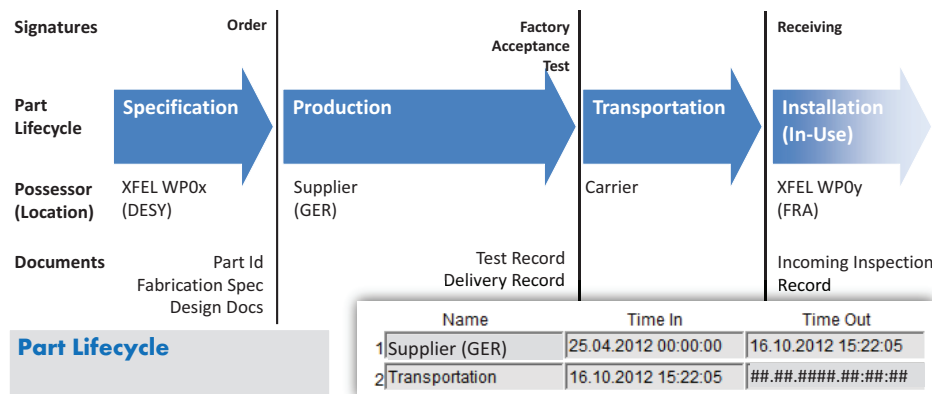 Signatures
Order
Factory
Acceptance
Test
Receiving
Part
Lifecycle
Specification
Production
Transportation
Installation
(In-Use)
Possessor
(Location)
XFEL WP0x
(DESY)
Supplier
(GER)
Carrier
XFEL WP0y
(FRA)
Documents
Part Id
Fabrication Spec
Design Docs
Test Record
Delivery Record
Incoming Inspection
Record
Part Lifecycle
Name Time In Time Out
1 Supplier (GER) 25.04.2012 00:00:00 16.10.2012 15:22:05
2 Transportation 16.10.2012 15:22:05 ##.##.####.##:##:##